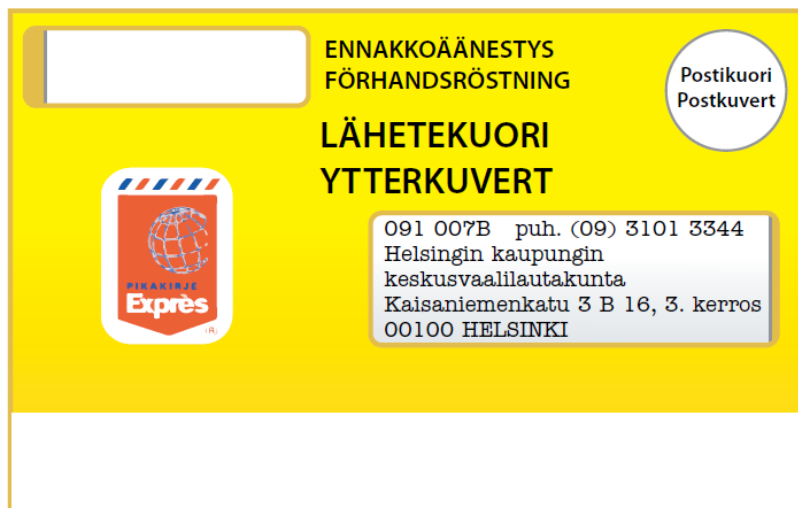 ENNAKKOÄÄNESTYS
FÖRHANDSRÖSTNING
Postikuori
Postkuvert
LÄHETEKUORI
YTTERKUVERT
PIKAKIRJE
Exprès
(R)
091 007B puh. (09) 3101 3344
Helsingin kaupungin
keskusvaalilautakunta
Kaisaniemenkatu 3 B 16, 3. kerros
00100 HELSINKI